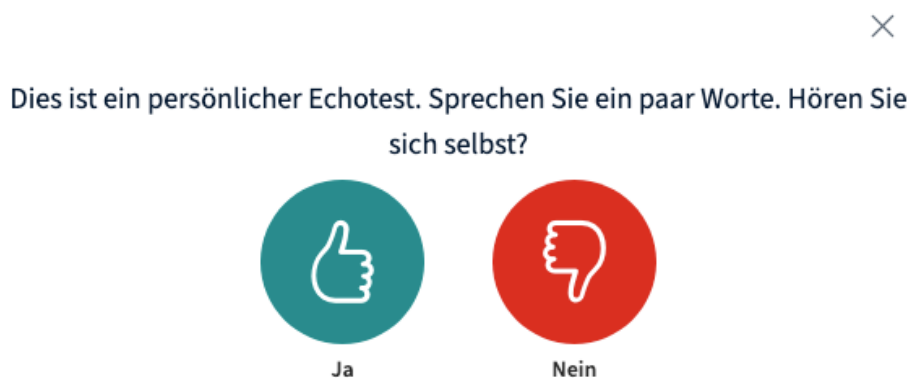 Dies ist ein persönlicher Echotest. Sprechen Sie ein paar Worte. Hören Sie
sich selbst?
Ja
Nein